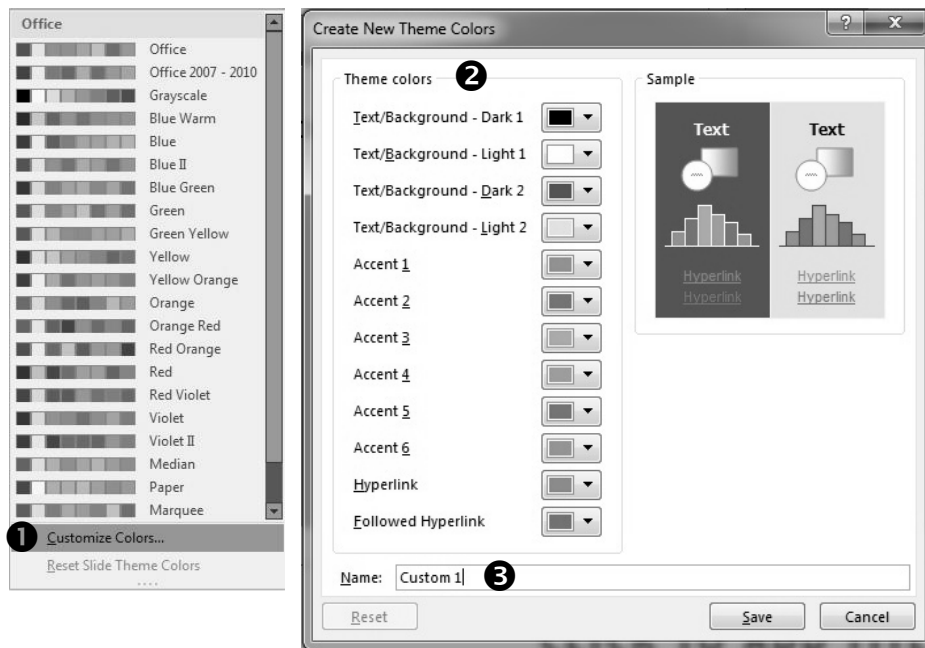 Office
Office
Office 2007 - 2010
Grayscale
Blue Warm
Blue
Blue II
Blue Green
Green
Green Yellow
Yellow
Yellow Orange
Orange
Orange Red
Red Orange
Red
Red Violet
Violet
Violet II
Median
Paper
Marquee
1 Customize Colors...
Reset Slide Theme Colors
Create New Theme Colors
Theme colors 2
Text/Background - Dark 1
Text/Background - Light 1
Text/Background - Dark 2
Text/Background - Light 2
Accent 1
Accent 2
Accent 3
Accent 4
Accent 5
Accent 6
Hyperlink
Followed Hyperlink
Sample
Text Text
Hyperlink Hyperlink
Hyperlink Hyperlink
Name: Custom 1 3
Reset Save Cancel